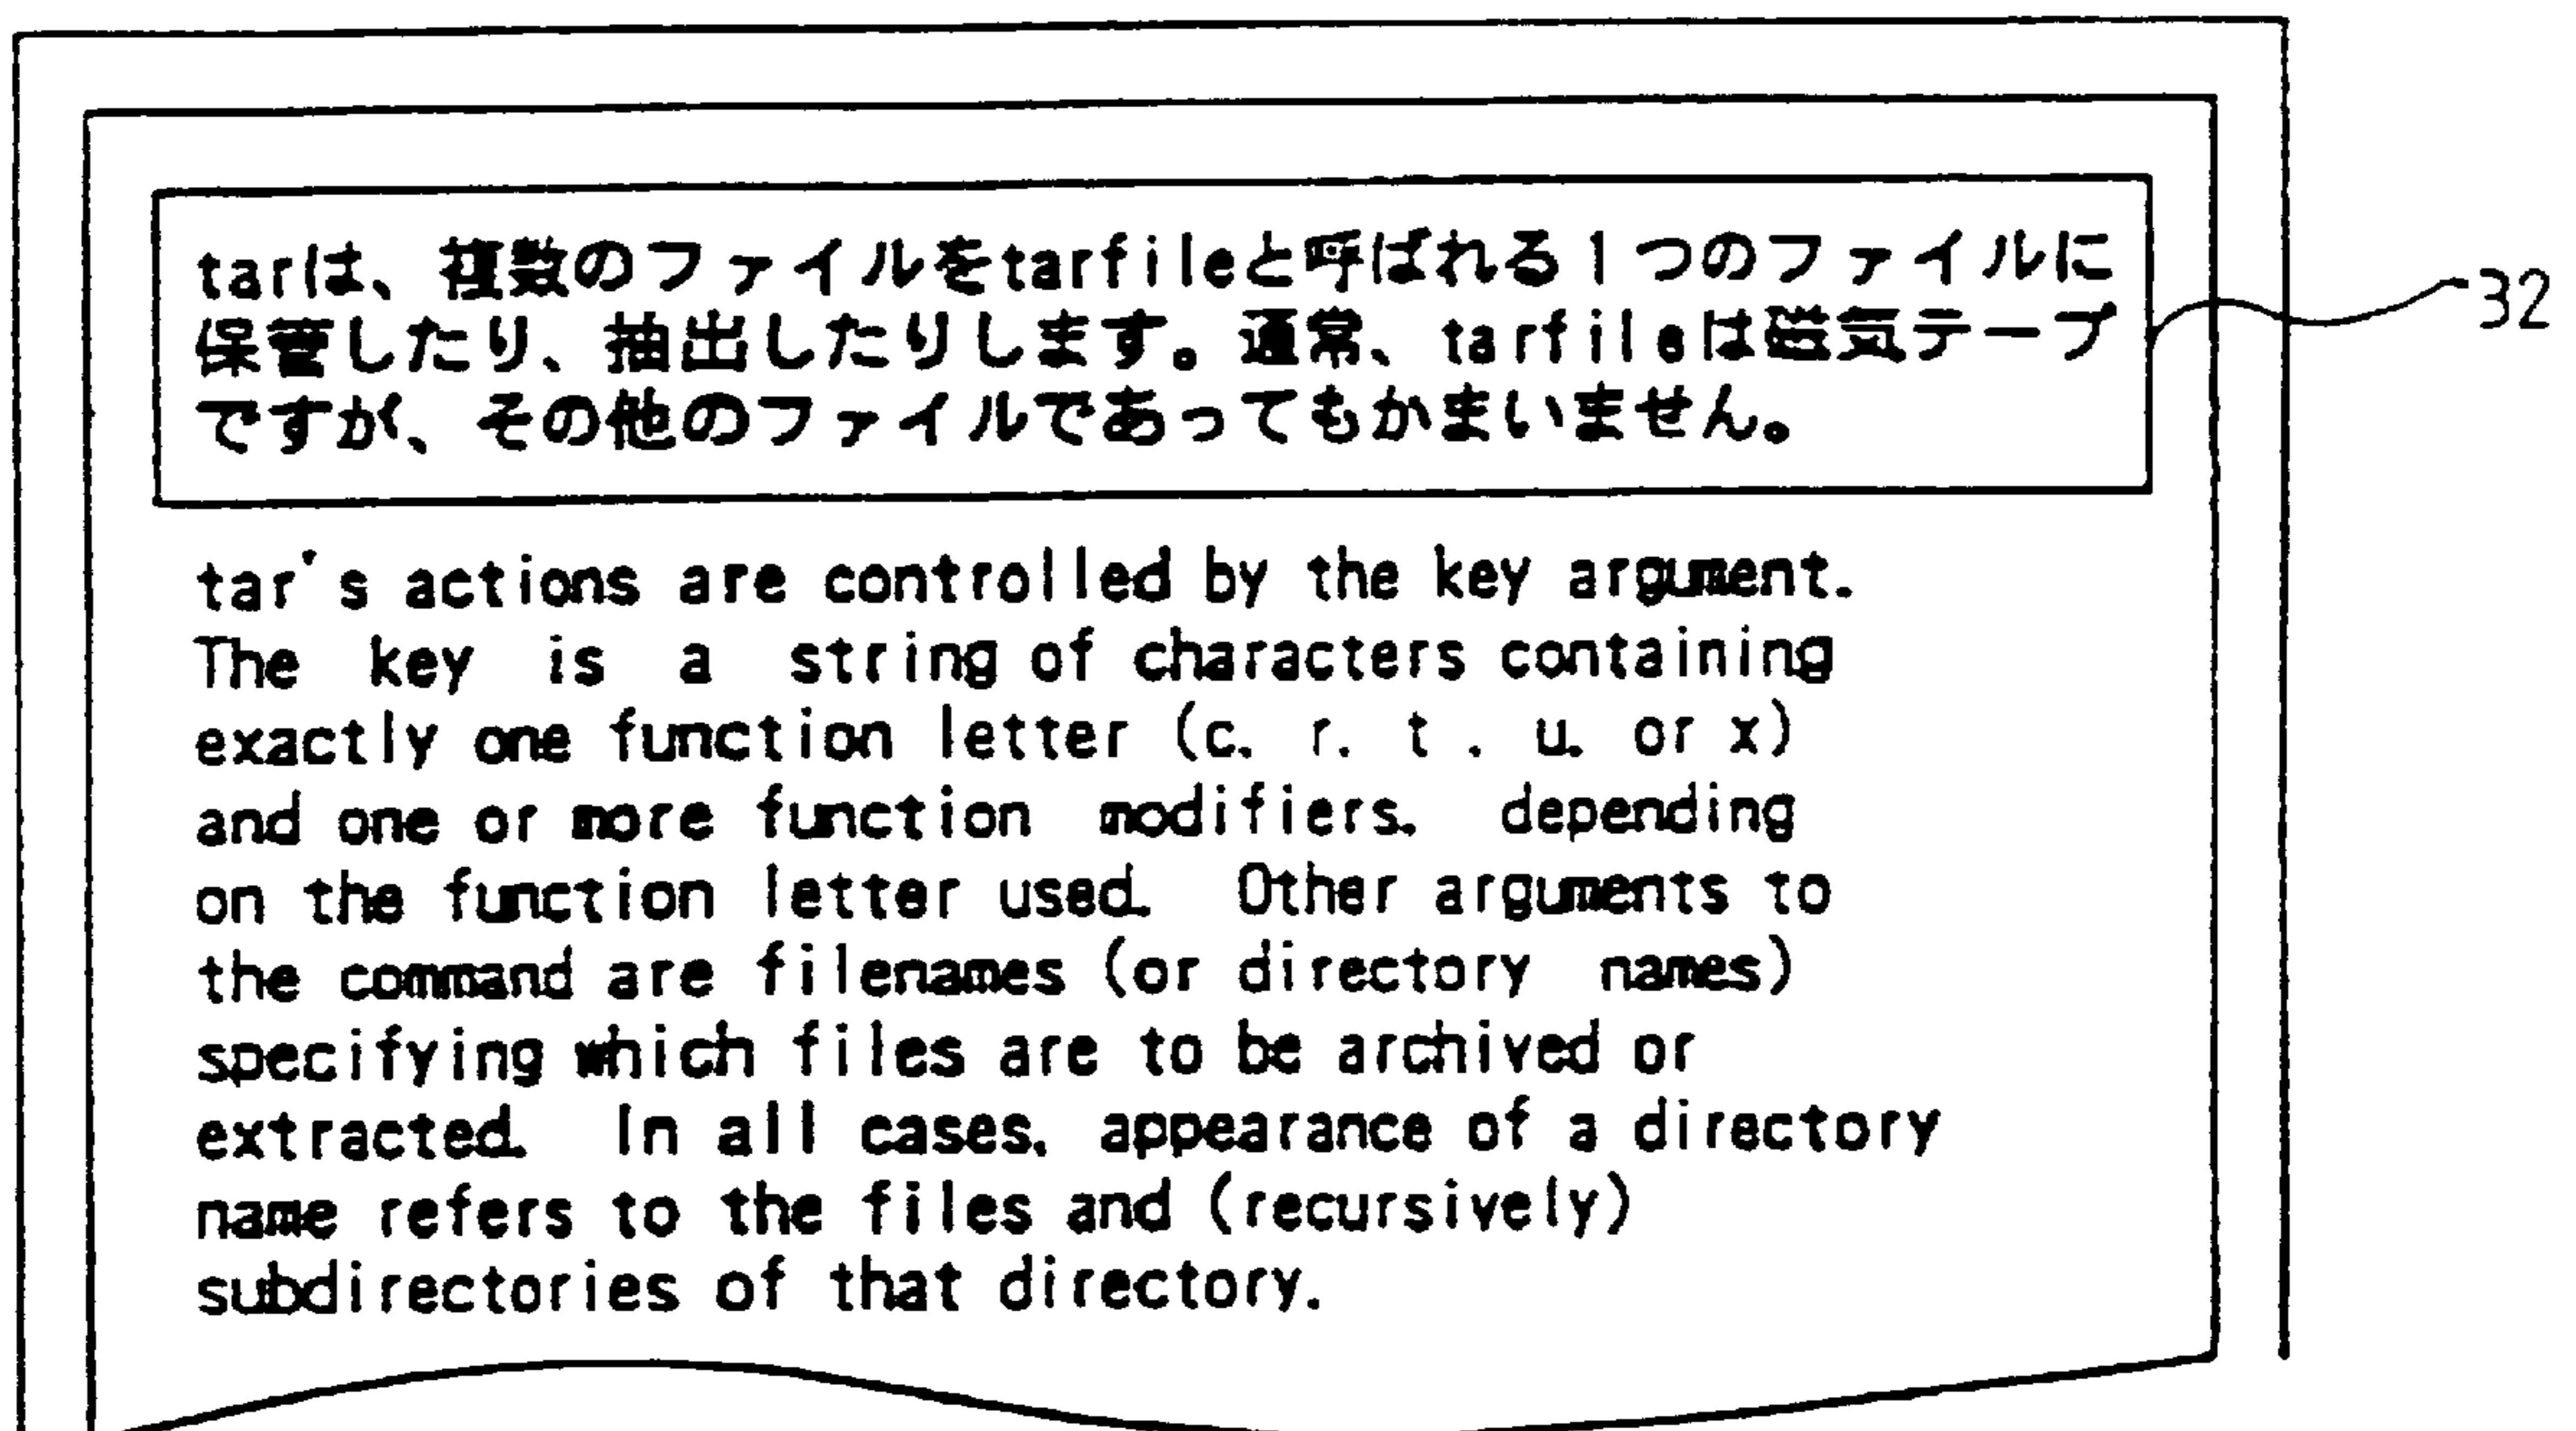 tarは、複数のファイルをtarfileと呼ばれる1つのファイルに
保管したり、抽出したりします。通常、tarfileは磁気テープ
ですが、その他のファイルであってもかまいません。
32
tar's actions are controlled by the key argument.
The key is a string of characters containing
exactly one function letter (c. r. t . u. or x)
and one or more function modifiers. depending
on the function letter used. Other arguments to
the command are filenames (or directory names)
specifying which files are to be archived or
extracted. In all cases. appearance of a directory
name refers to the files and (recursively)
subdirectories of that directory.